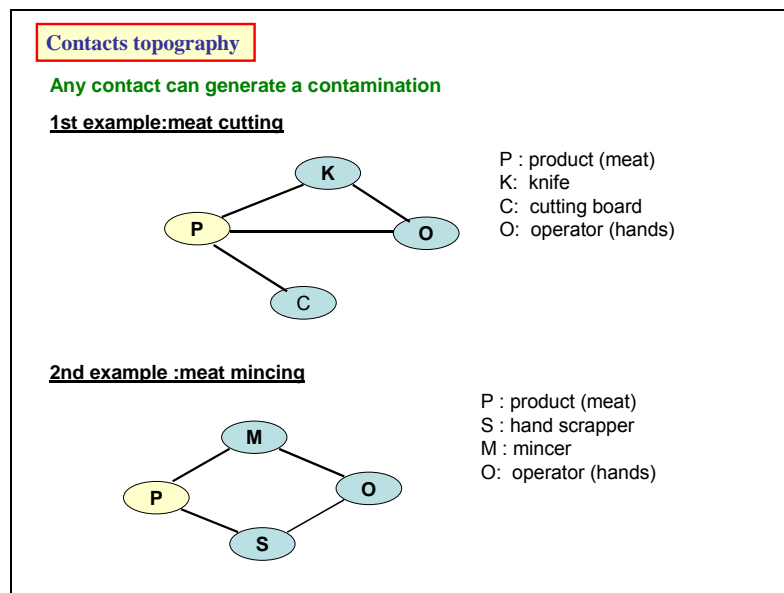 Contacts topography
Any contact can generate a contamination
1st example:meat cutting
K
P
O
C
P : product (meat)
K: knife
C: cutting board
O: operator (hands)
2nd example :meat mincing
M
P
O
S
P : product (meat)
S : hand scrapper
M : mincer
O: operator (hands)